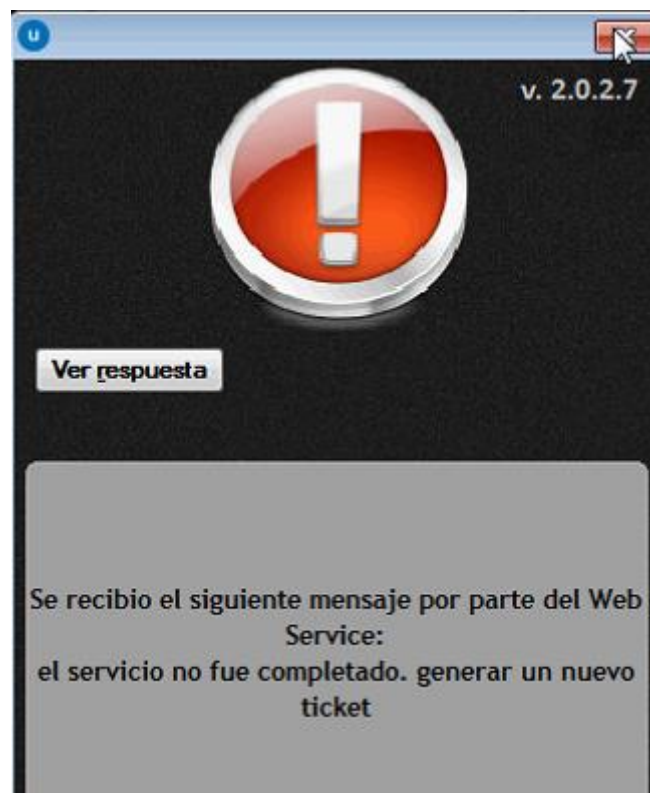 u
v. 2.0.2.7
Ver respuesta
Se recibio el siguiente mensaje por parte del Web
Service:
el servicio no fue completado. generar un nuevo
ticket